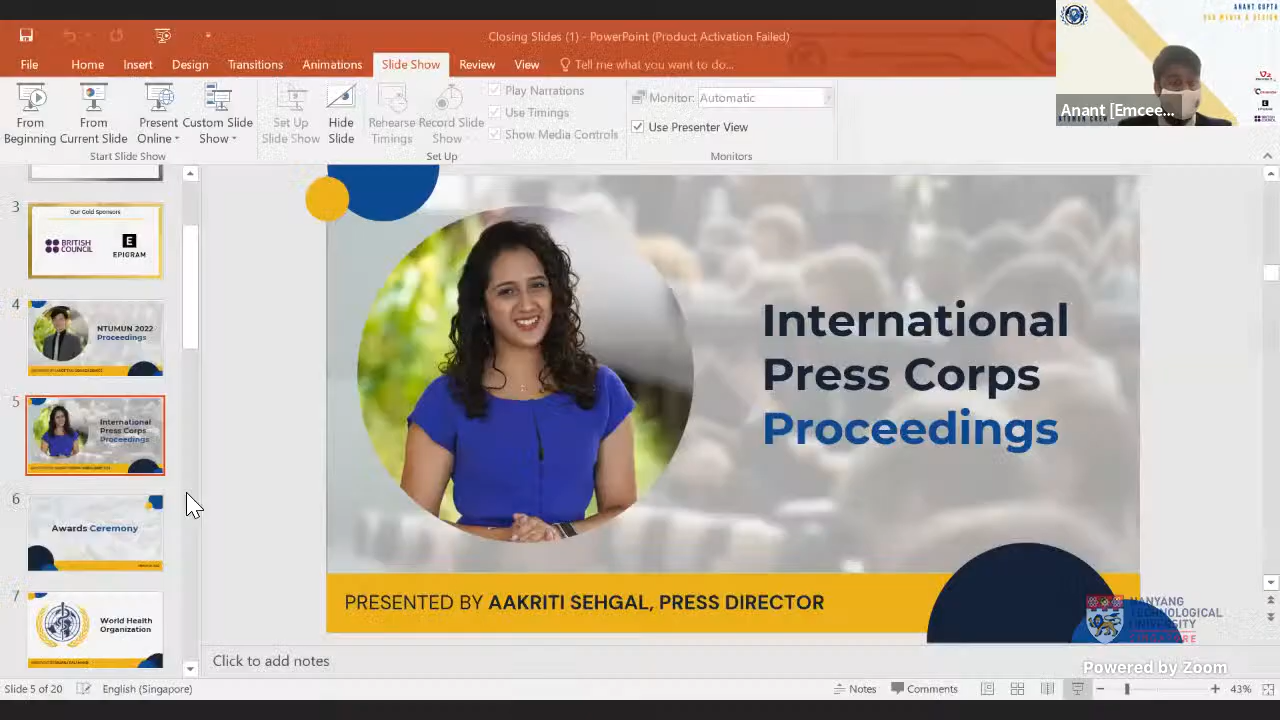 Closing Slides (1) - PowerPoint (Product Activation Failed)
ANANT GUPTA
File Home Insert Design Transitions Animations Slide Show Review View Tell me what you want to do...
From Beginning
From Current Slide
Present Online
Custom Slide Show
Set Up Slide Show
Hide Slide
Rehearse Timings
Record Slide Show
Play Narrations
Use Timings
Show Media Controls
Monitor: Automatic
Use Presenter View
Start Slide Show
Set Up
Monitors
Anant [Emcee...
3
Our Gold Sponsors
BRITISH
COUNCIL
E
EPIGRAM
4
NTUMUN 2022
Proceedings
5
International
Press Corps
Proceedings
6
Awards Ceremony
7
World Health
Organization
International
Press Corps
Proceedings
PRESENTED BY AAKRITI SEHGAL, PRESS DIRECTOR
NANYANG
TECHNOLOGICAL
UNIVERSITY
SINGAPORE
Powered by Zoom
Click to add notes
Slide 5 of 20 English (Singapore) Notes Comments 43%